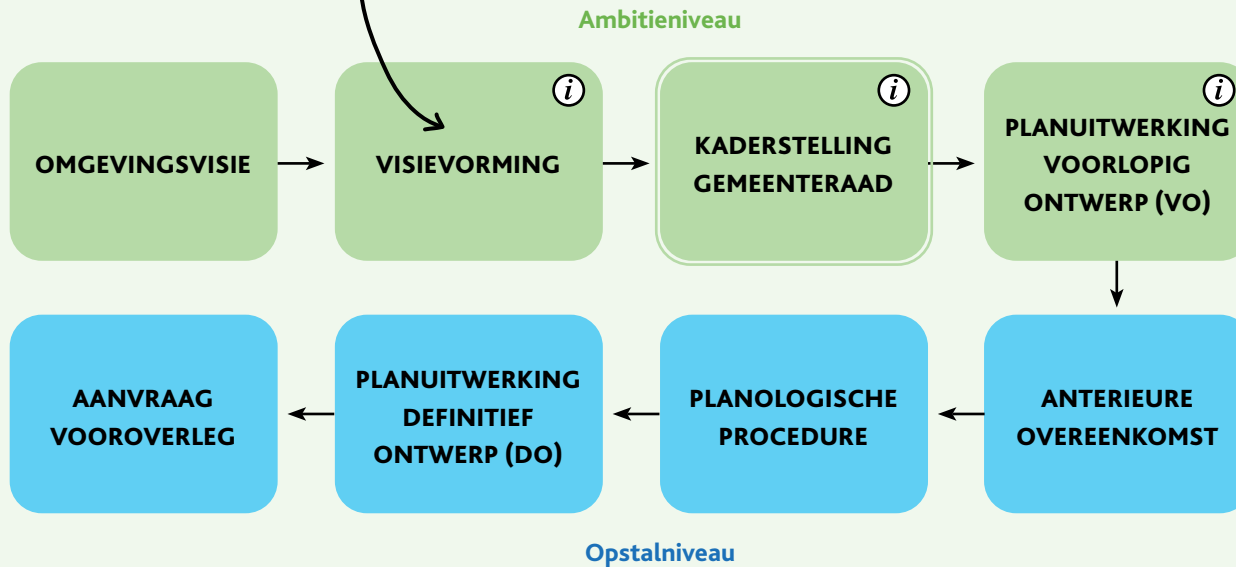 Ambitieniveau
i
i
i
OMGEVINGSVISIE
VISIEVORMING
KADERSTELLING
GEMEENTERAAD
PLANUITWERKING
VOORLOPIG
ONTWERP (VO)
AANVRAAG
VOOROVERLEG
PLANUITWERKING
DEFINITIEF
ONTWERP (DO)
PLANOLOGISCHE
PROCEDURE
ANTERIEURE
OVEREENKOMST
Opstalniveau